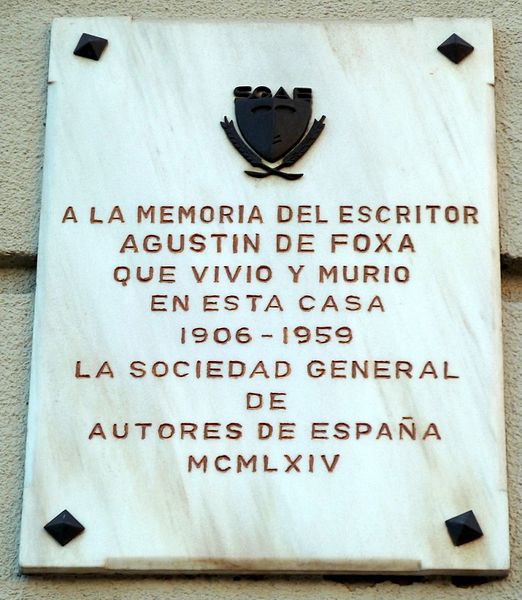 SGAE
A LA MEMORIA DEL ESCRITOR
AGUSTIN DE FOXA
QUE VIVIO Y MURIO
EN ESTA CASA
1906 - 1959
LA SOCIEDAD GENERAL
DE
AUTORES DE ESPAÑA
MCMLXIV